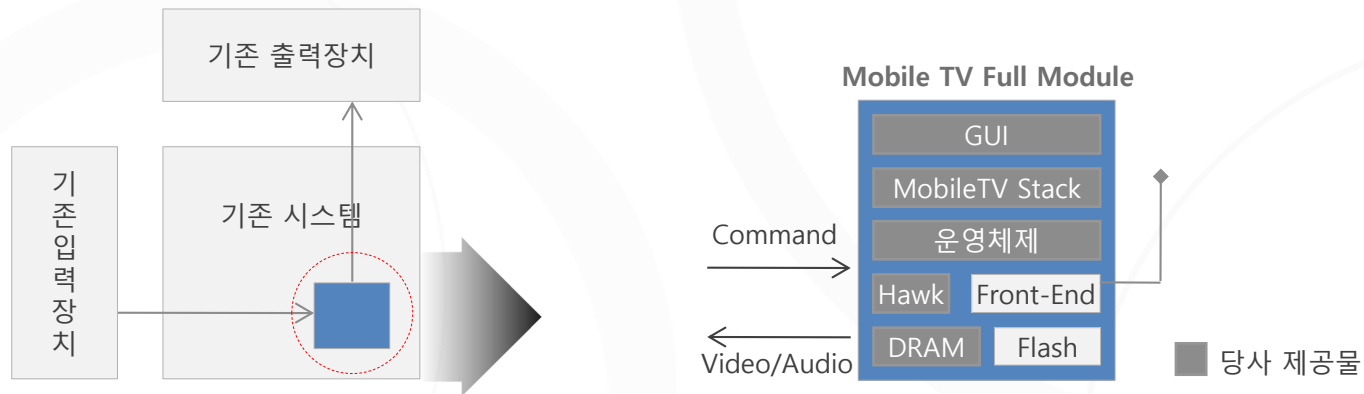 기존 출력장치
기존입력장치
기존 시스템
Mobile TV Full Module
GUI
MobileTV Stack
운영체제
Hawk
Front-End
DRAM
Flash
Command
Video/Audio
당사 제공물